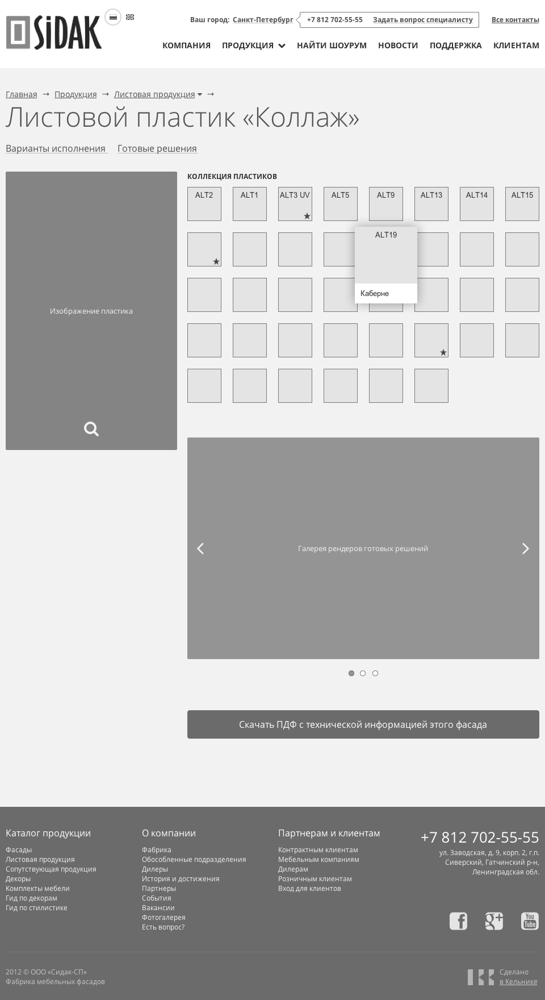 SiDAK
Ваш город: Санкт-Петербург +7 812 702-55-55 Задать вопрос специалисту Все контакты
КОМПАНИЯ ПРОДУКЦИЯ НАЙТИ ШОУРУМ НОВОСТИ ПОДДЕРЖКА КЛИЕНТАМ
Главная → Продукция → Листовая продукция →
Листовой пластик «Коллаж»
Варианты исполнения Готовые решения
КОЛЛЕКЦИЯ ПЛАСТИКОВ
ALT2 ALT1 ALT3 UV ALT5 ALT9 ALT13 ALT14 ALT15
ALT19
Каберне
Изображение пластика
Галерея рендеров готовых решений
Скачать ПДФ с технической информацией этого фасада
Каталог продукции
Фасады
Листовая продукция
Сопутствующая продукция
Декоры
Комплекты мебели
Гид по декорам
Гид по стилистике
О компании
Фабрика
Обособленные подразделения
Дилеры
История и достижения
Партнеры
События
Вакансии
Фотогалерея
Есть вопрос?
Партнерам и клиентам
Контрактным клиентам
Мебельным компаниям
Дилерам
Розничным клиентам
Вход для клиентов
+7 812 702-55-55
ул. Заводская, д. 9, корп. 2, г.п.
Сиверский, Гатчинский р-н,
Ленинградская обл.
You
Tube
2012 © ООО «Сидак-СП»
Фабрика мебельных фасадов
Сделано
в Кельнике